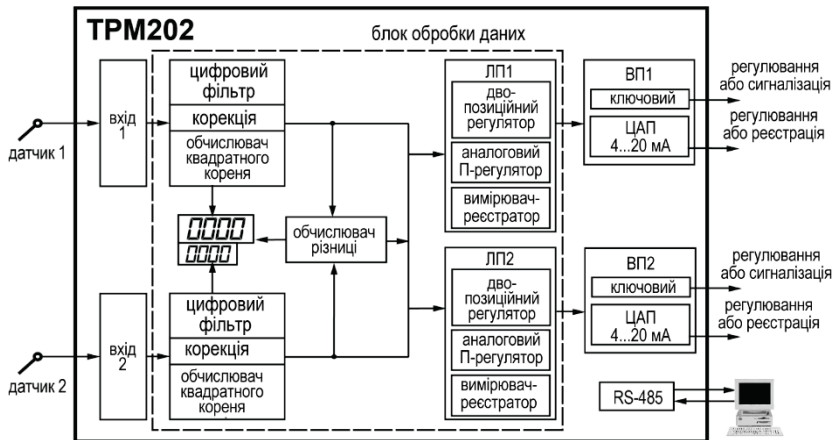 ТРМ202
блок обробки даних
датчик 1
вхід
1
цифровий
фільтр
корекція
обчислювач
квадратного
кореня
0000
0000
обчислювач
різниці
датчик 2
вхід
2
цифровий
фільтр
корекція
обчислювач
квадратного
кореня
ЛП1
дво-
позиційний
регулятор
аналоговий
П-регулятор
вимірювач-
реєстратор
ЛП2
дво-
позиційний
регулятор
аналоговий
П-регулятор
вимірювач-
реєстратор
ВП1
ключовий
ЦАП
4...20 мА
регулювання
або сигналізація
регулювання
або реєстрація
ВП2
ключовий
ЦАП
4...20 мА
регулювання
або сигналізація
регулювання
або реєстрація
RS-485